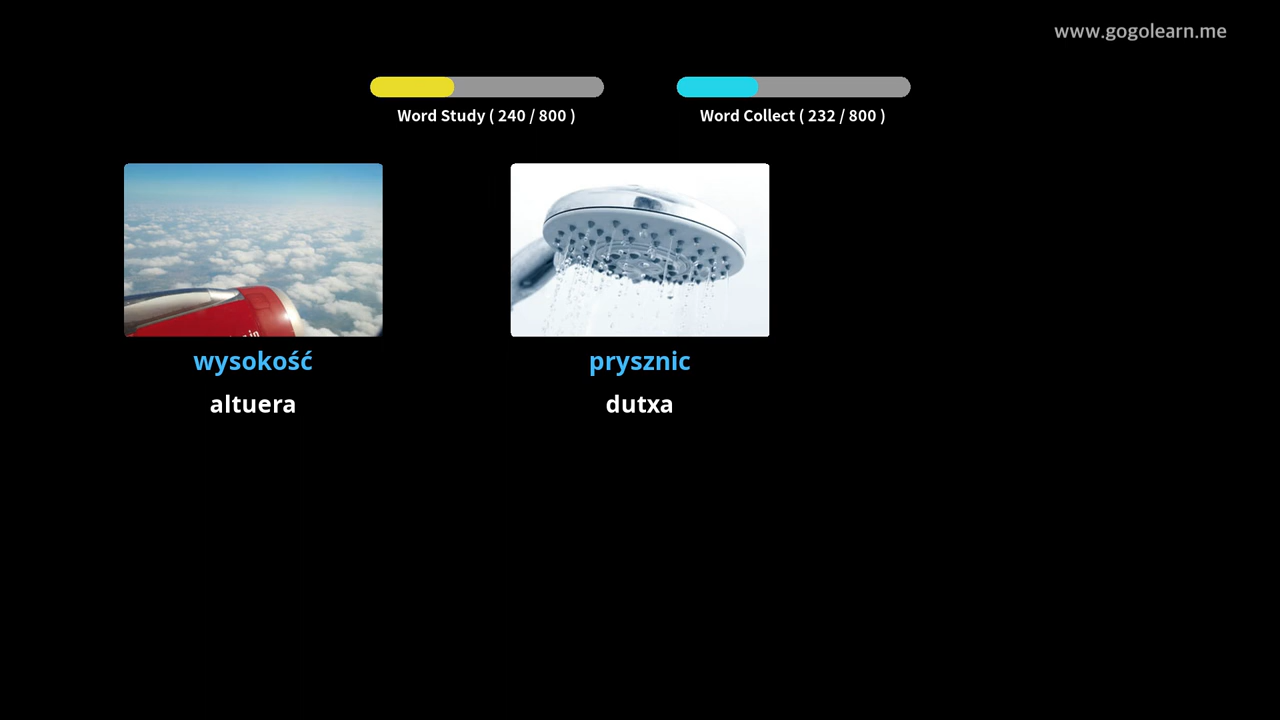 www.gogolearn.me
Word Study ( 240 / 800 )
Word Collect ( 232 / 800 )
wysokość
prysznic
altuera
dutxa